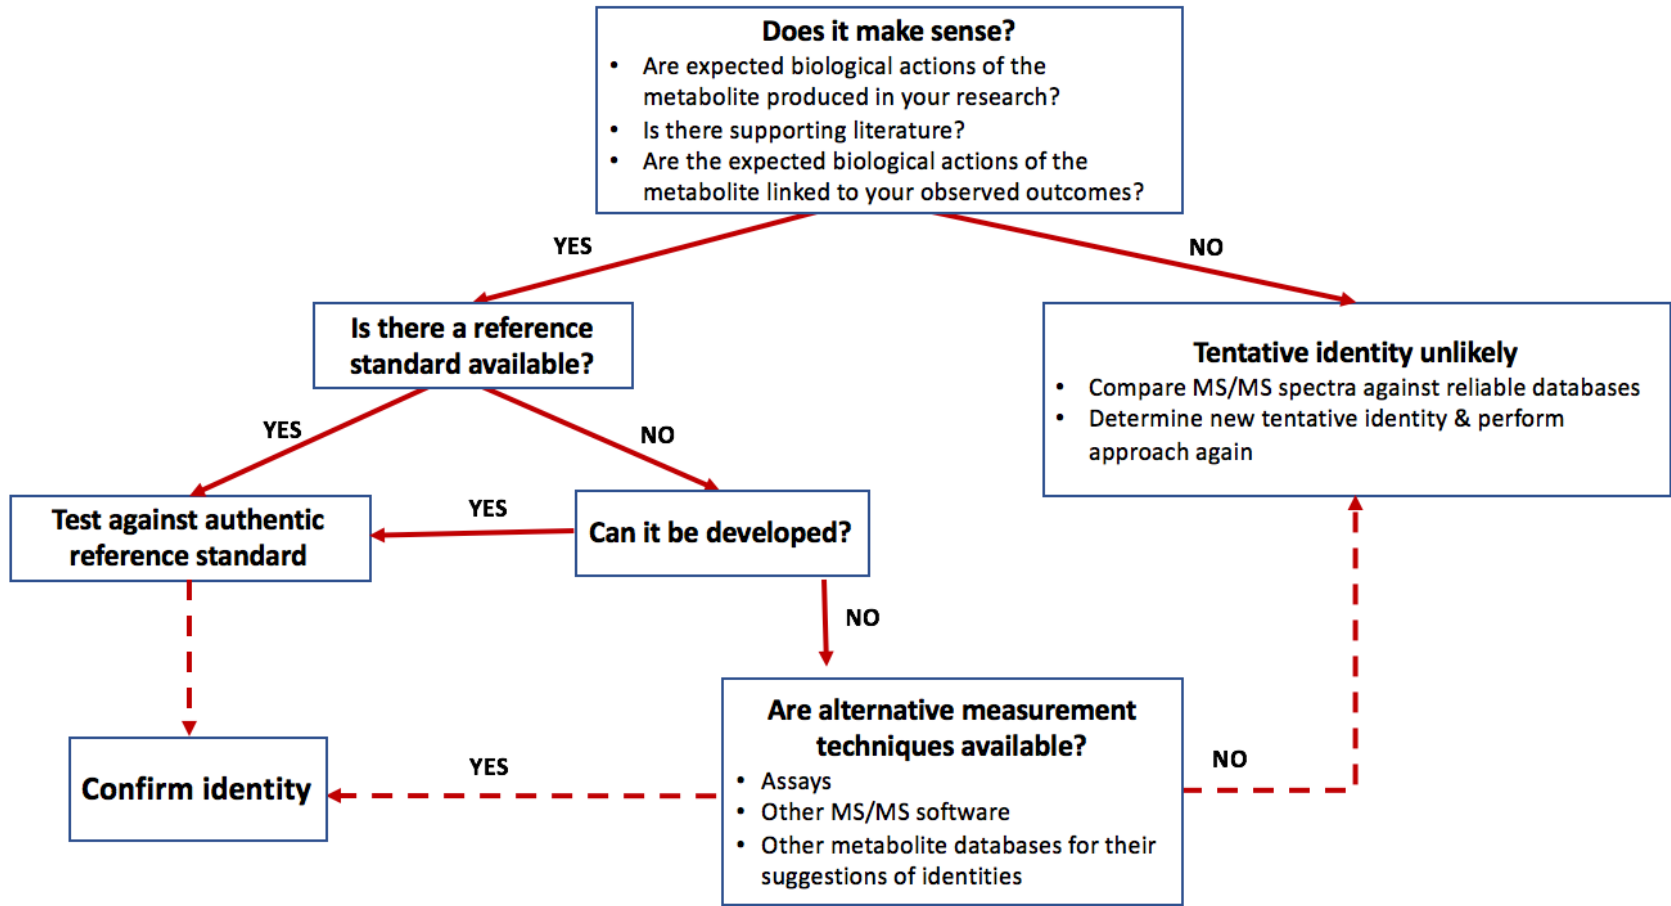 Does it make sense?
• Are expected biological actions of the
metabolite produced in your research?
• Is there supporting literature?
• Are the expected biological actions of the
metabolite linked to your observed outcomes?
YES
NO
Is there a reference
standard available?
Tentative identity unlikely
• Compare MS/MS spectra against reliable databases
• Determine new tentative identity & perform
approach again
YES
NO
Test against authentic
reference standard
YES
Can it be developed?
NO
Are alternative measurement
techniques available?
• Assays
• Other MS/MS software
• Other metabolite databases for their
suggestions of identities
YES
NO
Confirm identity